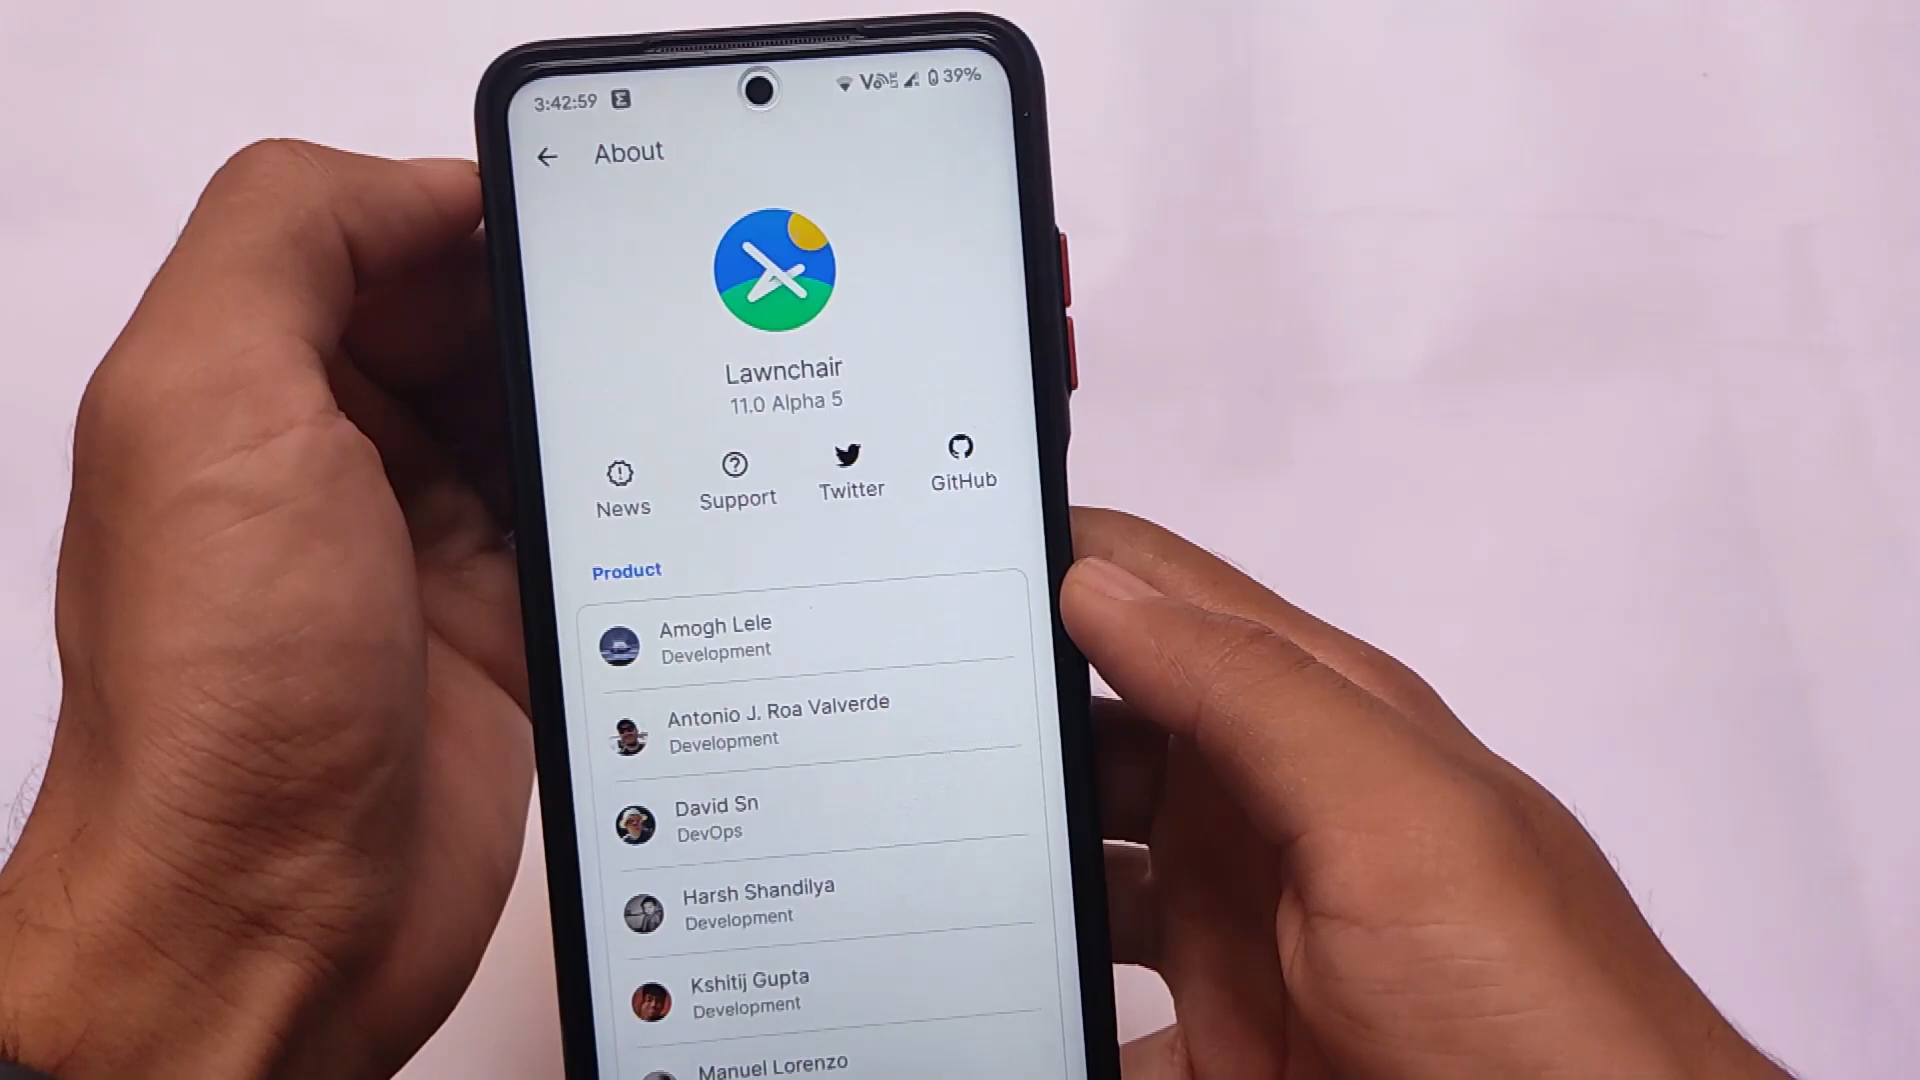 3:42:59 39%
About
Lawnchair
11.0 Alpha 5
News Support Twitter GitHub
Product
Amogh Lele
Development
Antonio J. Roa Valverde
Development
David Sn
DevOps
Harsh Shandilya
Development
Kshitij Gupta
Development
Manuel Lorenzo